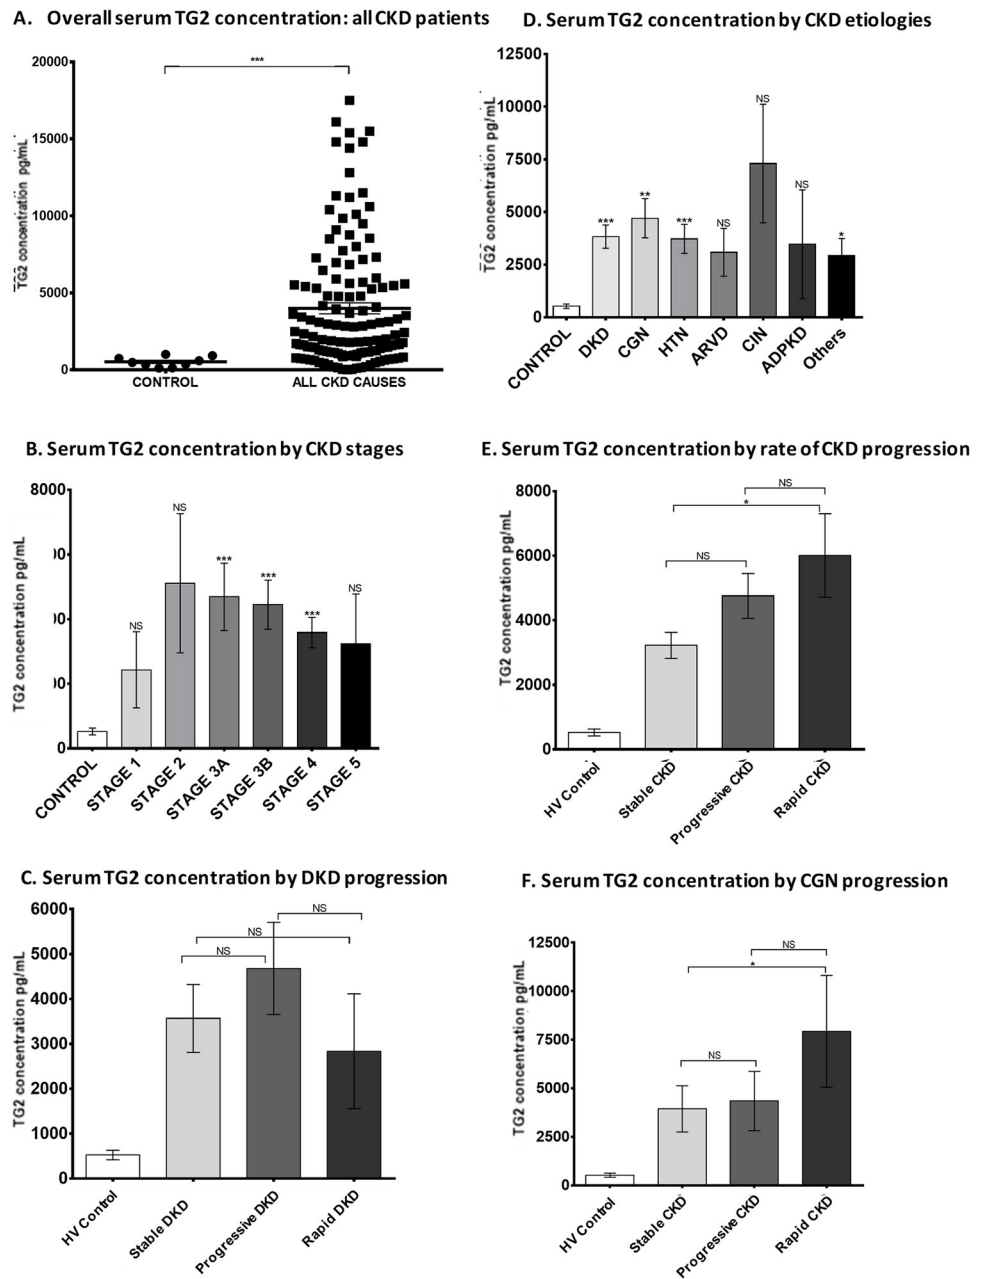 A. Overall serum TG2 concentration: all CKD patients
20000
15000
10000
5000
0
TG2 concentration pg/mL
***
CONTROL
ALL CKD CAUSES
D. Serum TG2 concentration by CKD etiologies
12500
10000
7500
5000
2500
0
TG2 concentration pg/mL
***
**
***
NS
NS
NS
*
CONTROL
DKD
CGN
HTN
ARVD
CIN
ADPKD
Others
B. Serum TG2 concentration by CKD stages
8000
0
TG2 concentration pg/mL
NS
NS
***
***
***
NS
CONTROL
STAGE 1
STAGE 2
STAGE 3A
STAGE 3B
STAGE 4
STAGE 5
E. Serum TG2 concentration by rate of CKD progression
8000
6000
4000
2000
0
TG2 concentration pg/mL
NS
*
NS
HV Control
Stable CKD
Progressive CKD
Rapid CKD
C. Serum TG2 concentration by DKD progression
6000
5000
4000
3000
2000
1000
0
TG2 concentration pg/mL
NS
NS
NS
HV Control
Stable DKD
Progressive DKD
Rapid DKD
F. Serum TG2 concentration by CGN progression
12500
10000
7500
5000
2500
0
TG2 concentration pg/mL
NS
*
NS
HV Control
Stable CKD
Progressive CKD
Rapid CKD